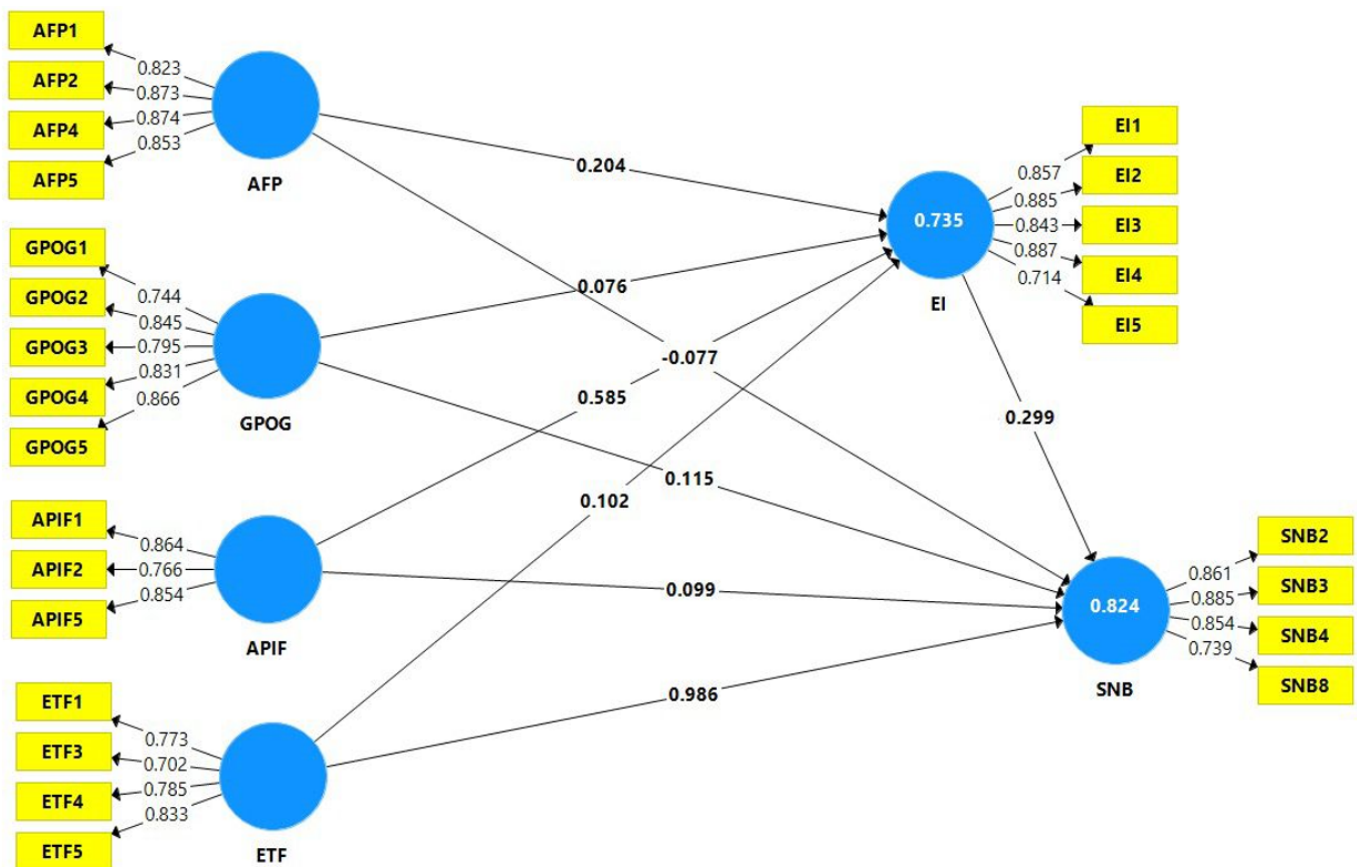 AFP1
AFP2
AFP4
AFP5
0.823
0.873
0.874
0.853
AFP
GPOG1
GPOG2
GPOG3
GPOG4
GPOG5
0.744
0.845
0.795
0.831
0.866
GPOG
APIF1
APIF2
APIF5
0.864
0.766
0.854
APIF
ETF1
ETF3
ETF4
ETF5
0.773
0.702
0.785
0.833
ETF
0.204
0.076
-0.077
0.585
0.115
0.102
0.099
0.986
0.299
0.735
EI
0.857
0.885
0.843
0.887
0.714
EI1
EI2
EI3
EI4
EI5
0.824
SNB
0.861
0.885
0.854
0.739
SNB2
SNB3
SNB4
SNB8